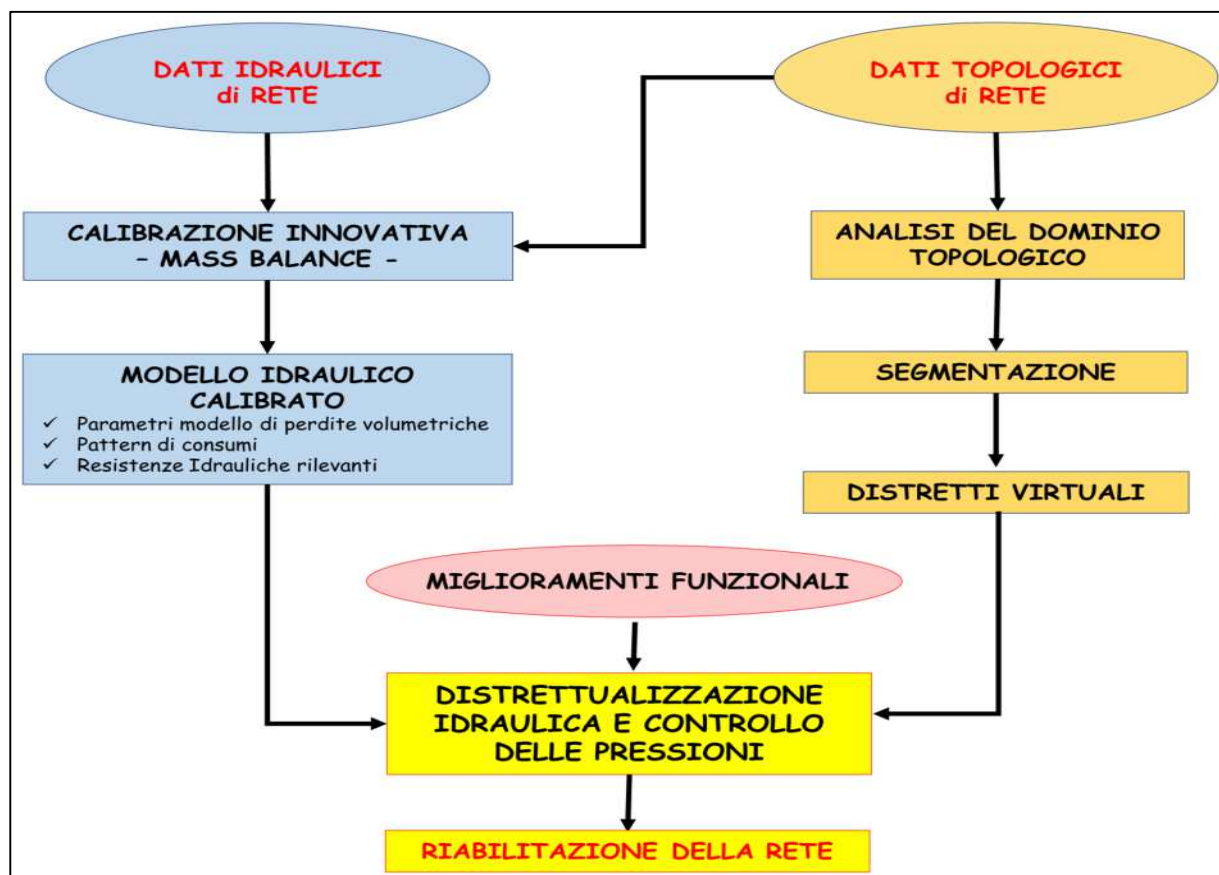 DATI IDRAULICI
di RETE
DATI TOPOLOGICI
di RETE
CALIBRAZIONE INNOVATIVA
– MASS BALANCE -
ANALISI DEL DOMINIO
TOPOLOGICO
MODELLO IDRAULICO
CALIBRATO
✓ Parametri modello di perdite volumetriche
✓ Pattern di consumi
✓ Resistenze Idrauliche rilevanti
SEGMENTAZIONE
DISTRETTI VIRTUALI
MIGLIORAMENTI FUNZIONALI
DISTRETTUALIZZAZIONE
IDRAULICA E CONTROLLO
DELLE PRESSIONI
RIABILITAZIONE DELLA RETE